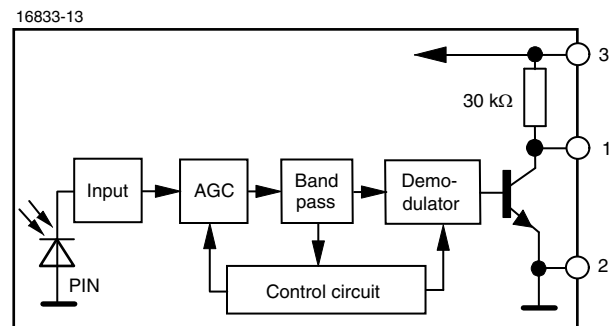 16833-13
3
30 kΩ
1
Input
AGC
Band
pass
Demo-
dulator
PIN
Control circuit
2